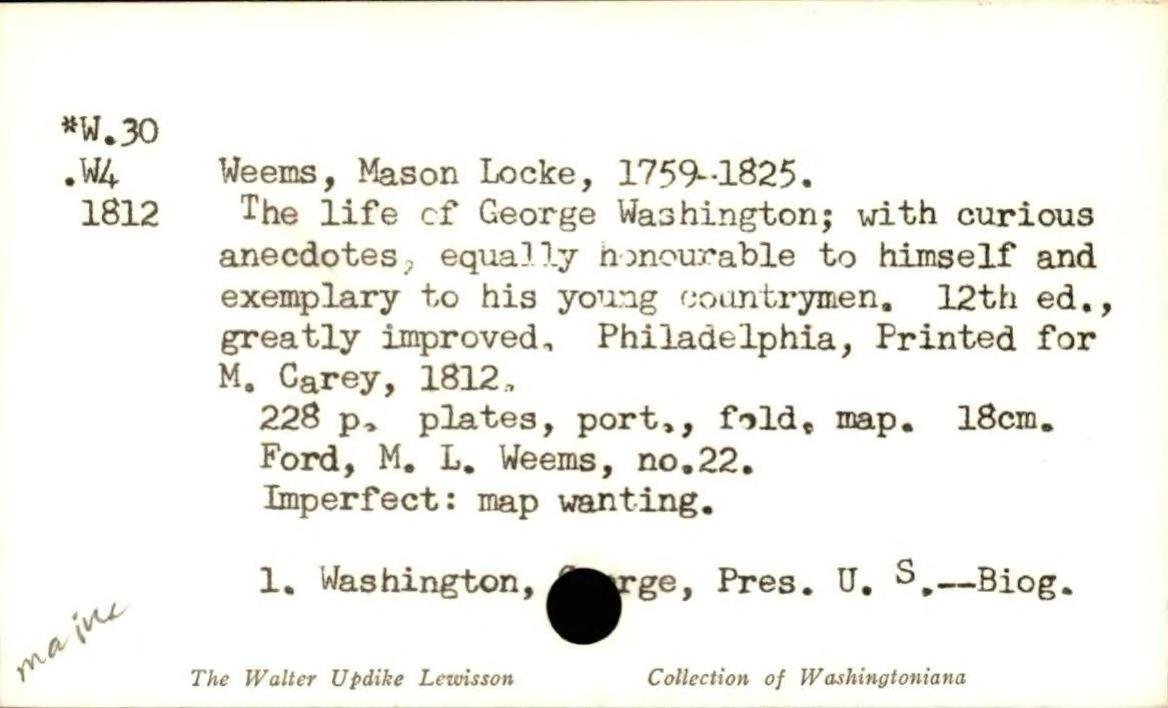 *W.30
.W4 Weems, Mason Locke, 1759-1825.
1812 The life of George Washington; with curious
anecdotes, equally honourable to himself and
exemplary to his young countrymen. 12th ed.,
greatly improved. Philadelphia, Printed for
M. Carey, 1812.
228 p. plates, port., fold. map. 18cm.
Ford, M. L. Weems, no.22.
Imperfect: map wanting.
1. Washington, George, Pres. U. S.--Biog.
The Walter Updike Lewisson Collection of Washingtoniana